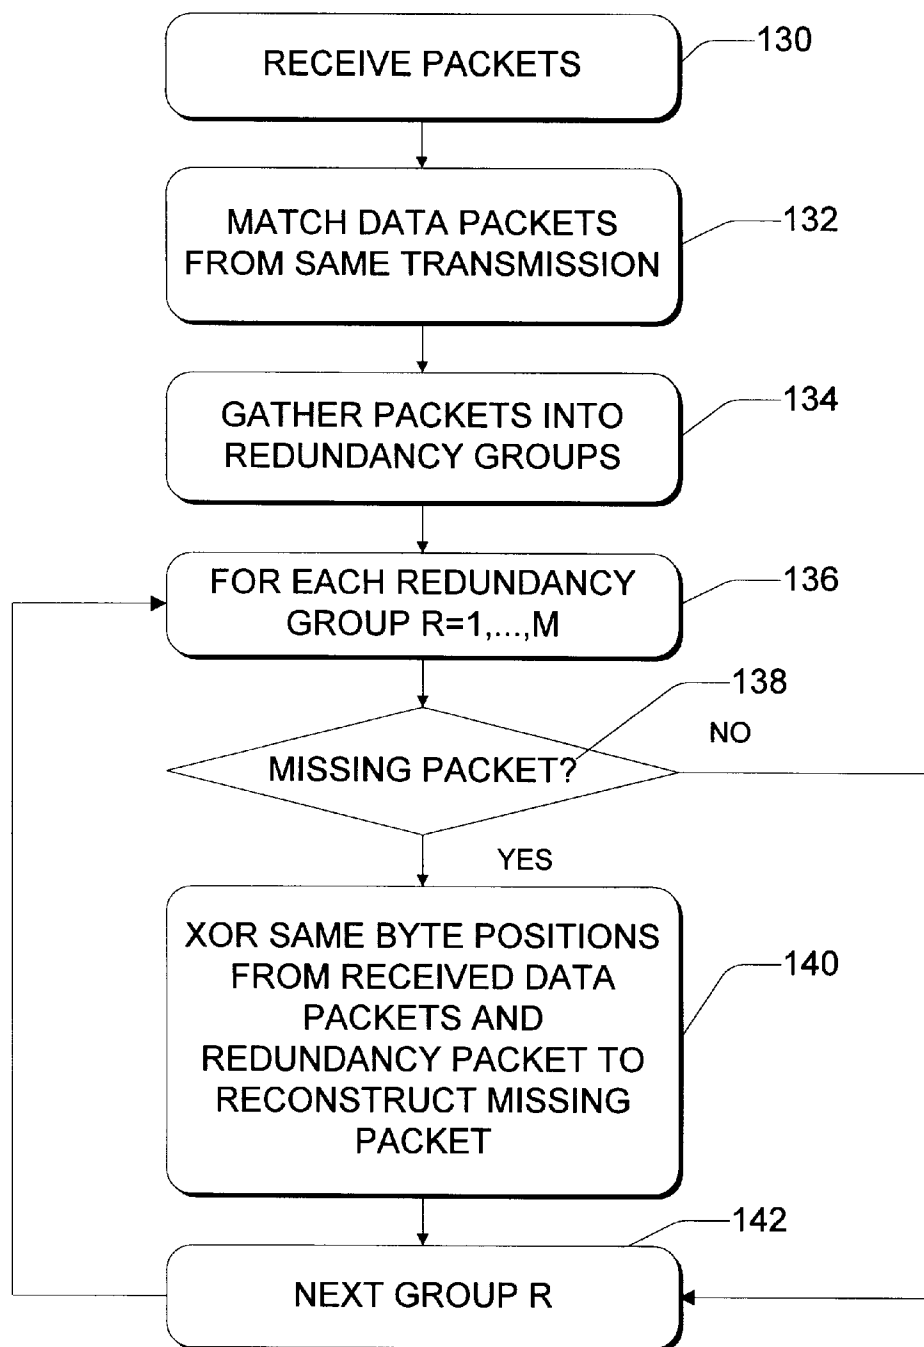 RECEIVE PACKETS
130
MATCH DATA PACKETS
FROM SAME TRANSMISSION
132
GATHER PACKETS INTO
REDUNDANCY GROUPS
134
FOR EACH REDUNDANCY
GROUP R=1,...,M
136
138
MISSING PACKET?
NO
YES
XOR SAME BYTE POSITIONS
FROM RECEIVED DATA
PACKETS AND
REDUNDANCY PACKET TO
RECONSTRUCT MISSING
PACKET
140
142
NEXT GROUP R